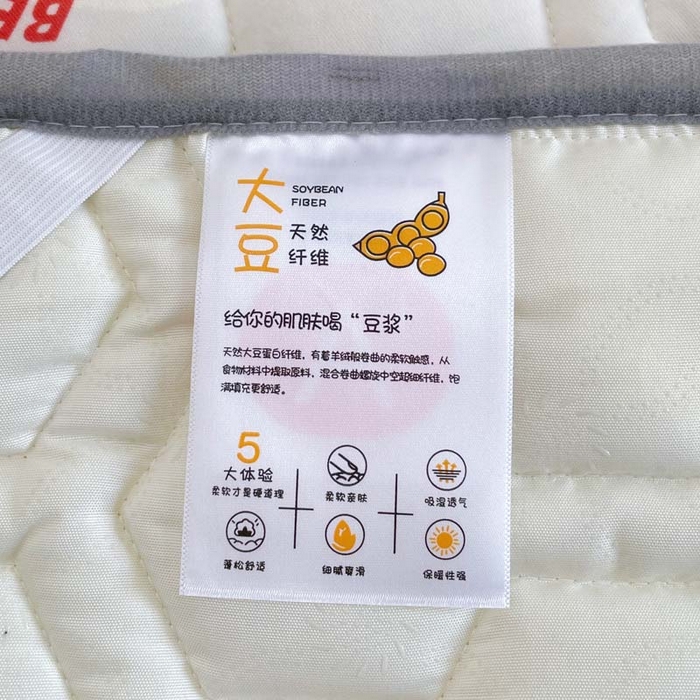 BE
大豆
SOYBEAN
FIBER
天然
纤维
给你的肌肤喝“豆浆”
天然大豆蛋白纤维，有着羊绒般卷曲的柔软触感，从
食物材料中提取原料，混合卷曲螺旋中空超细纤维，饱
满填充更舒适。
5
大体验
柔软才是硬道理
柔软亲肤
吸湿透气
蓬松舒适
细腻爽滑
保暖性强